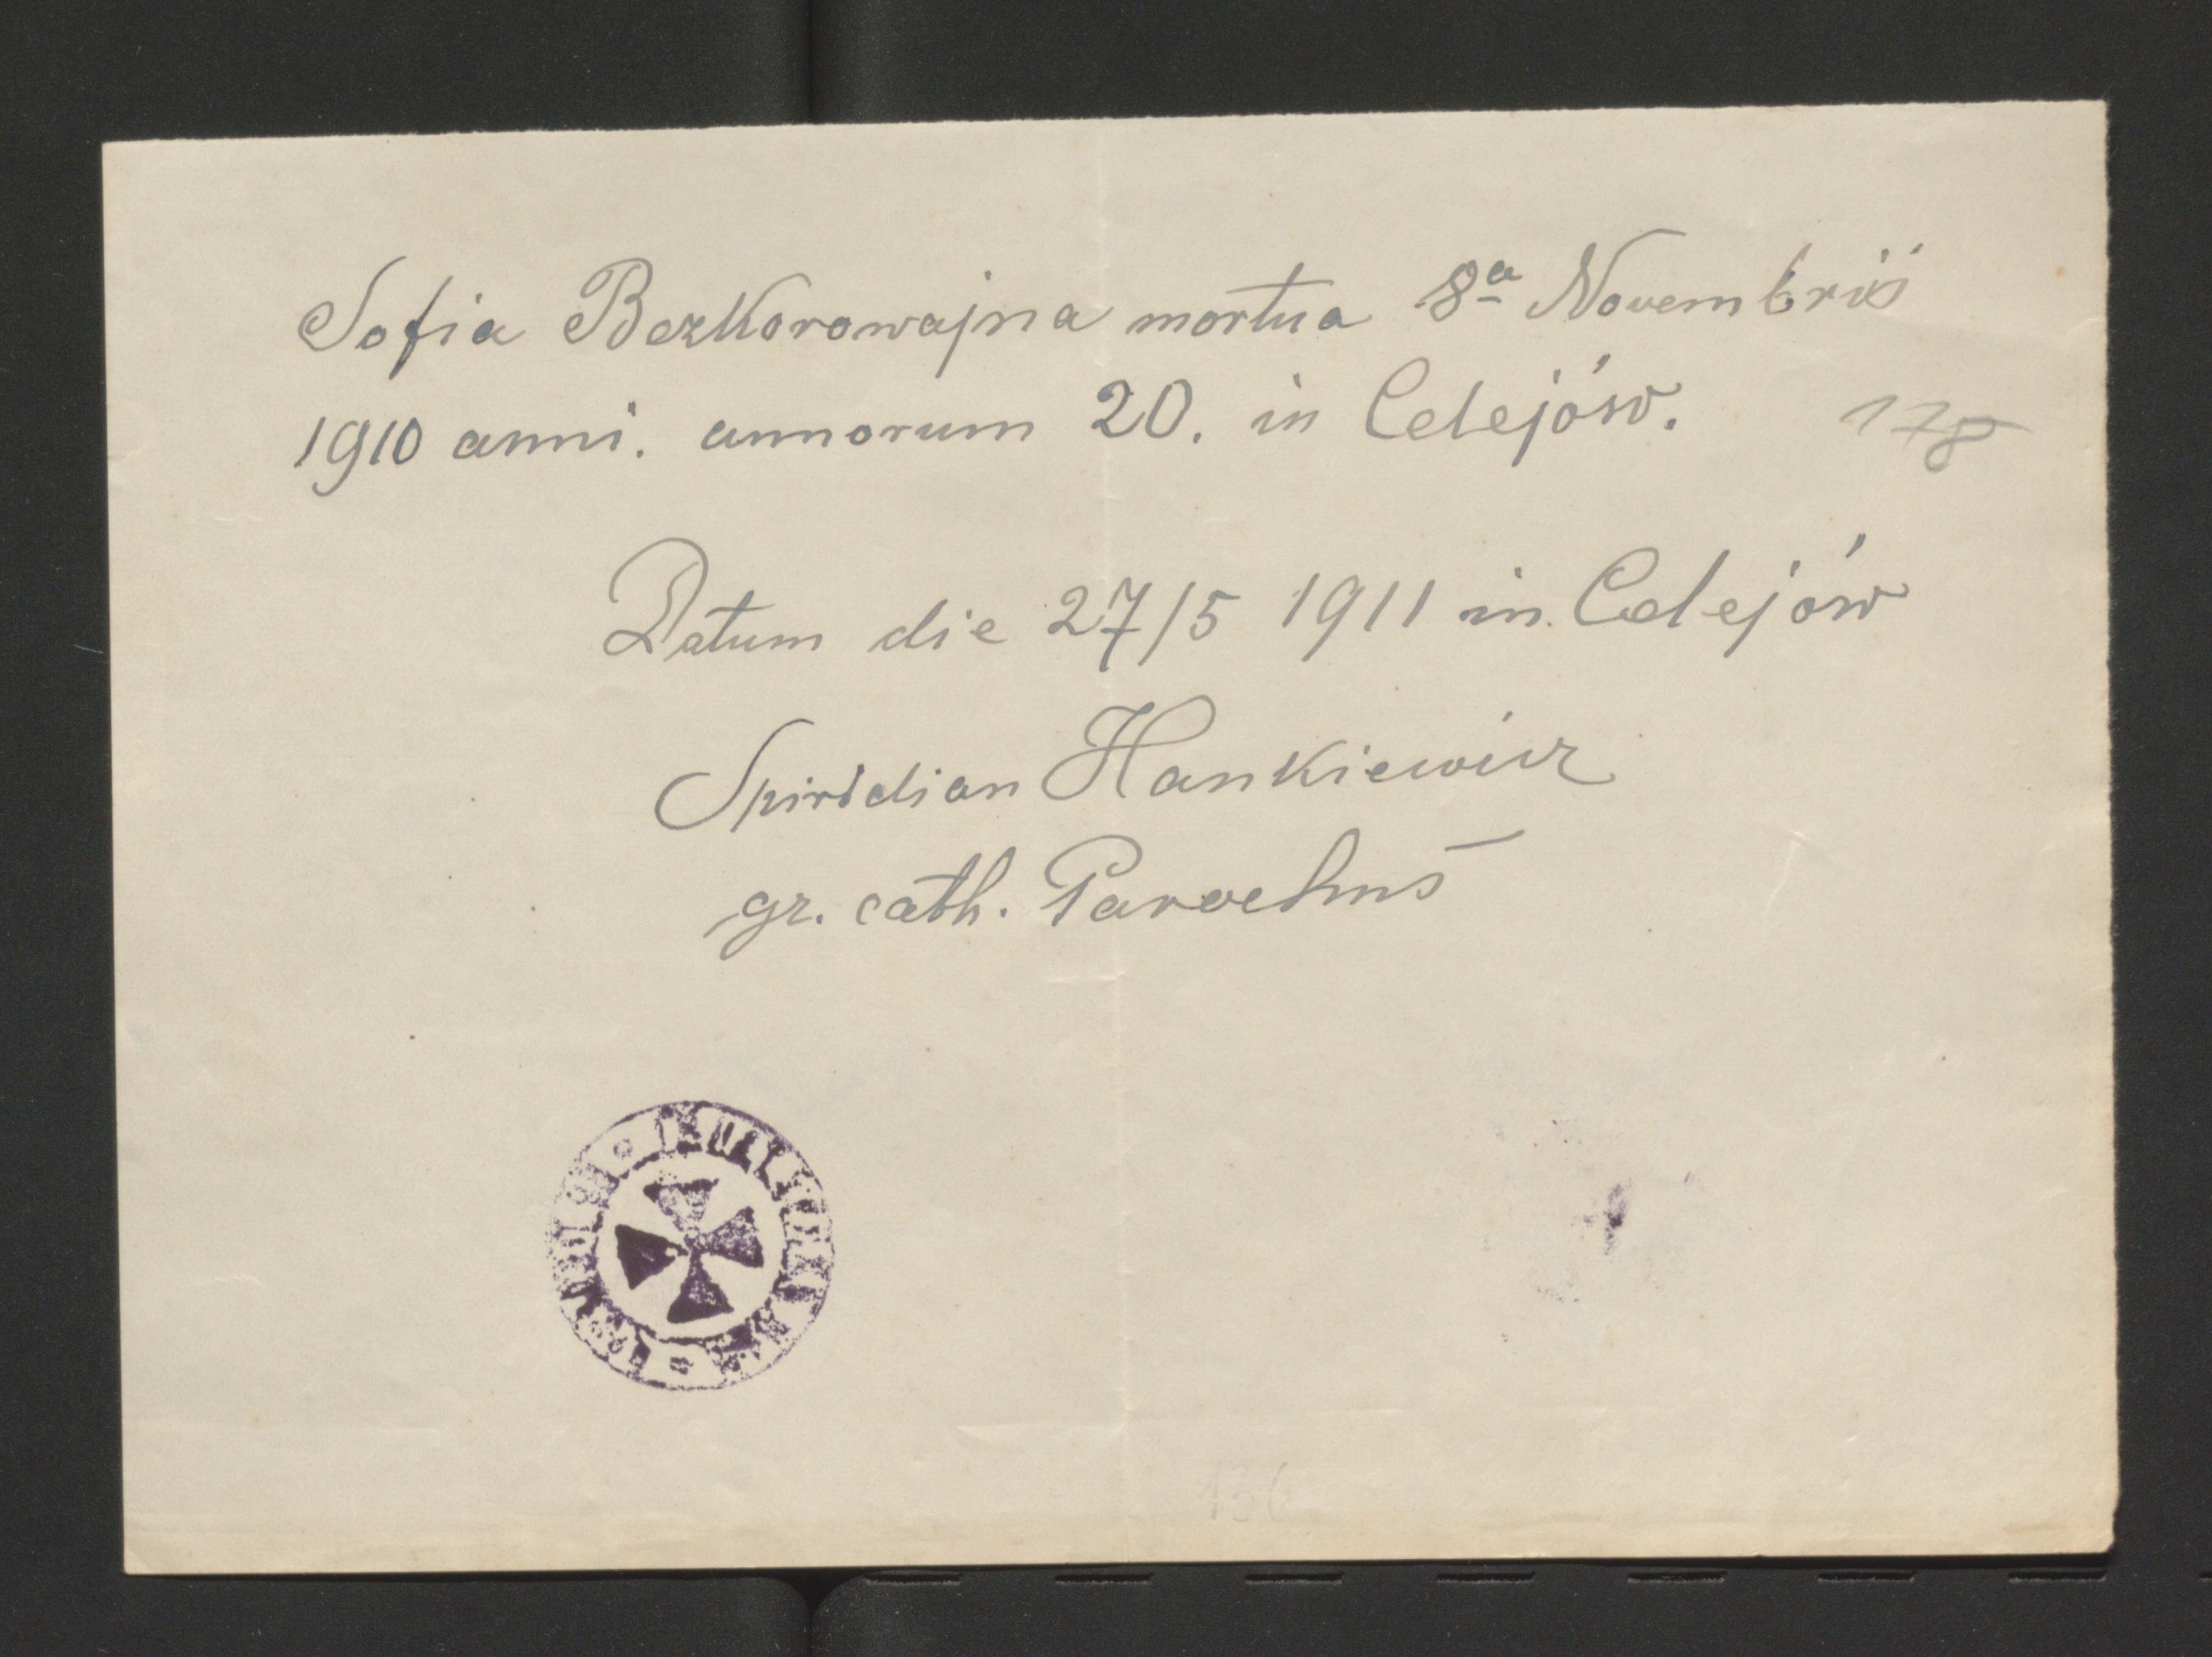 Sofia Bezkorowajna mortua 8ª Novembris
1910 anni. annorum 20. in Celejów.
178
Datum die 27/5 1911 in Celejów
Spiridian Hankiewicz
gr. cath. Parochus
136